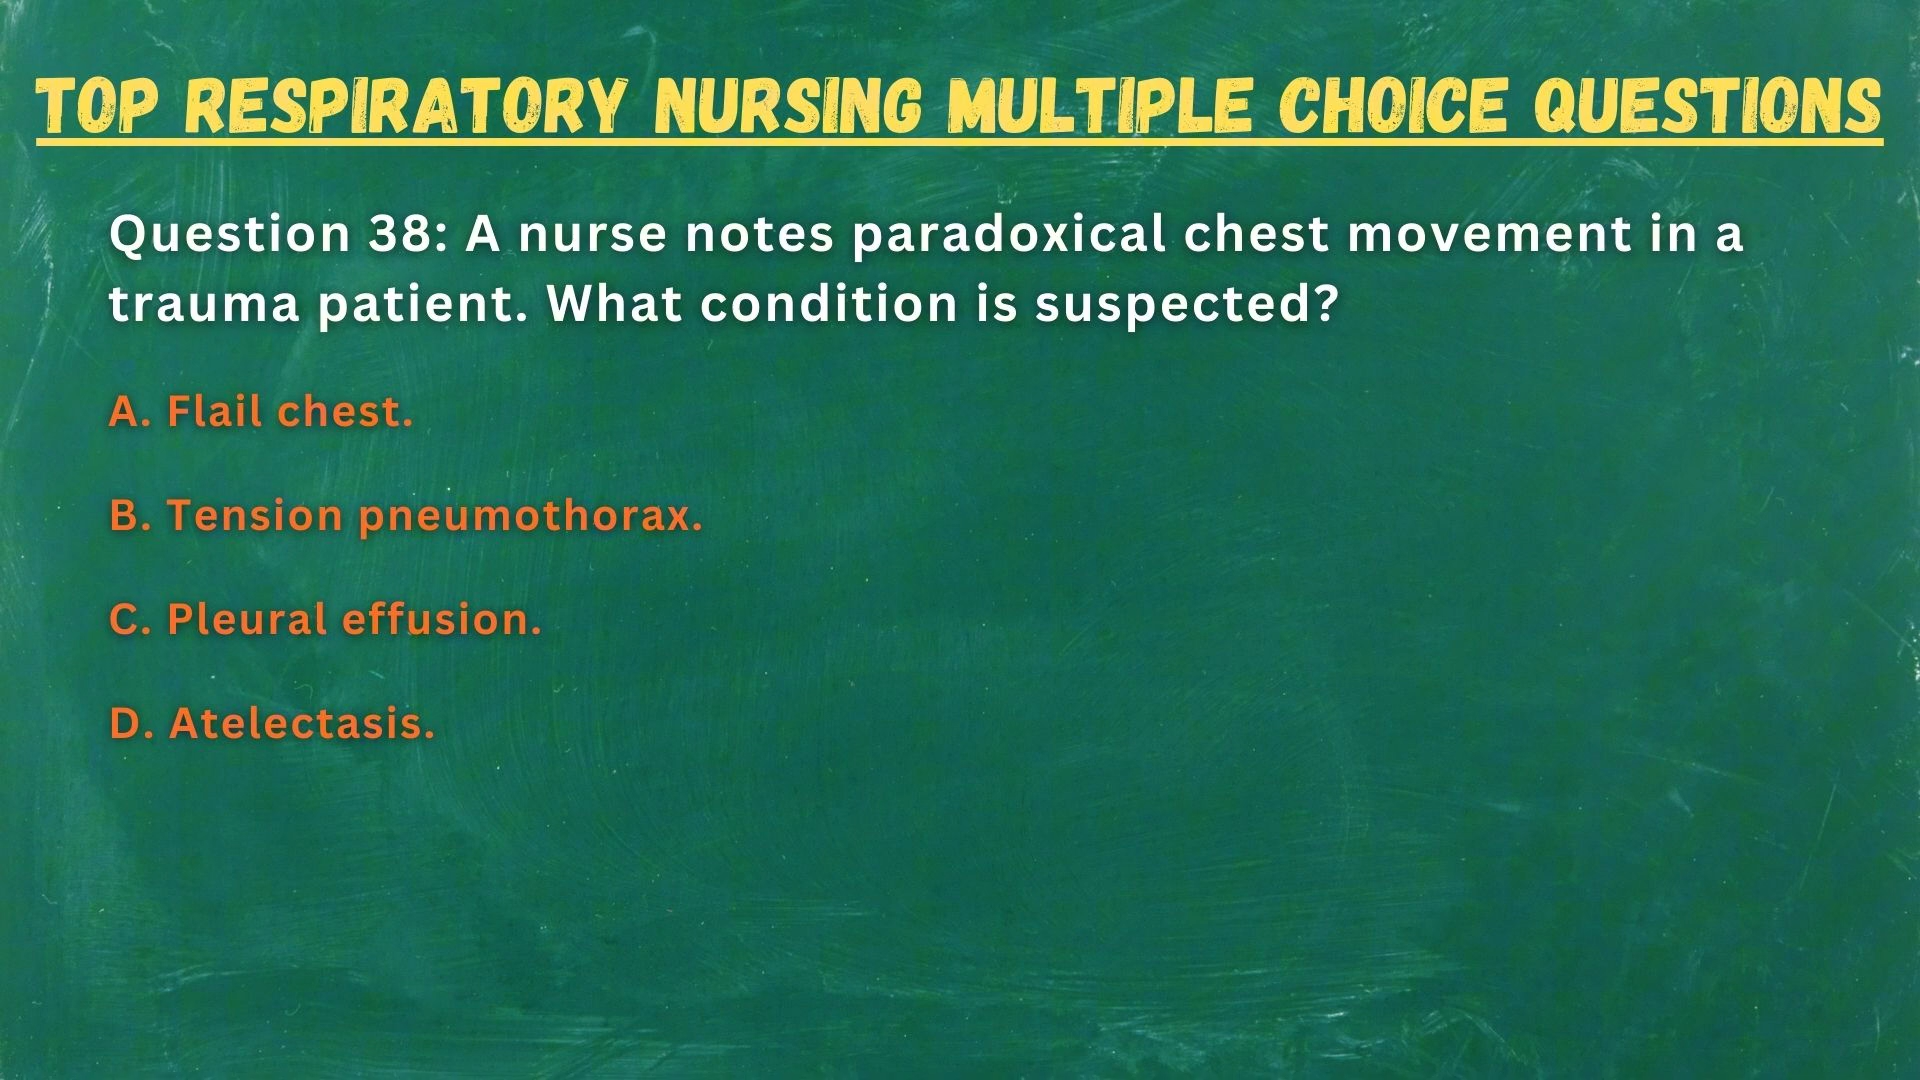 TOP RESPIRATORY NURSING MULTIPLE CHOICE QUESTIONS
Question 38: A nurse notes paradoxical chest movement in a
trauma patient. What condition is suspected?
A. Flail chest.
B. Tension pneumothorax.
C. Pleural effusion.
D. Atelectasis.